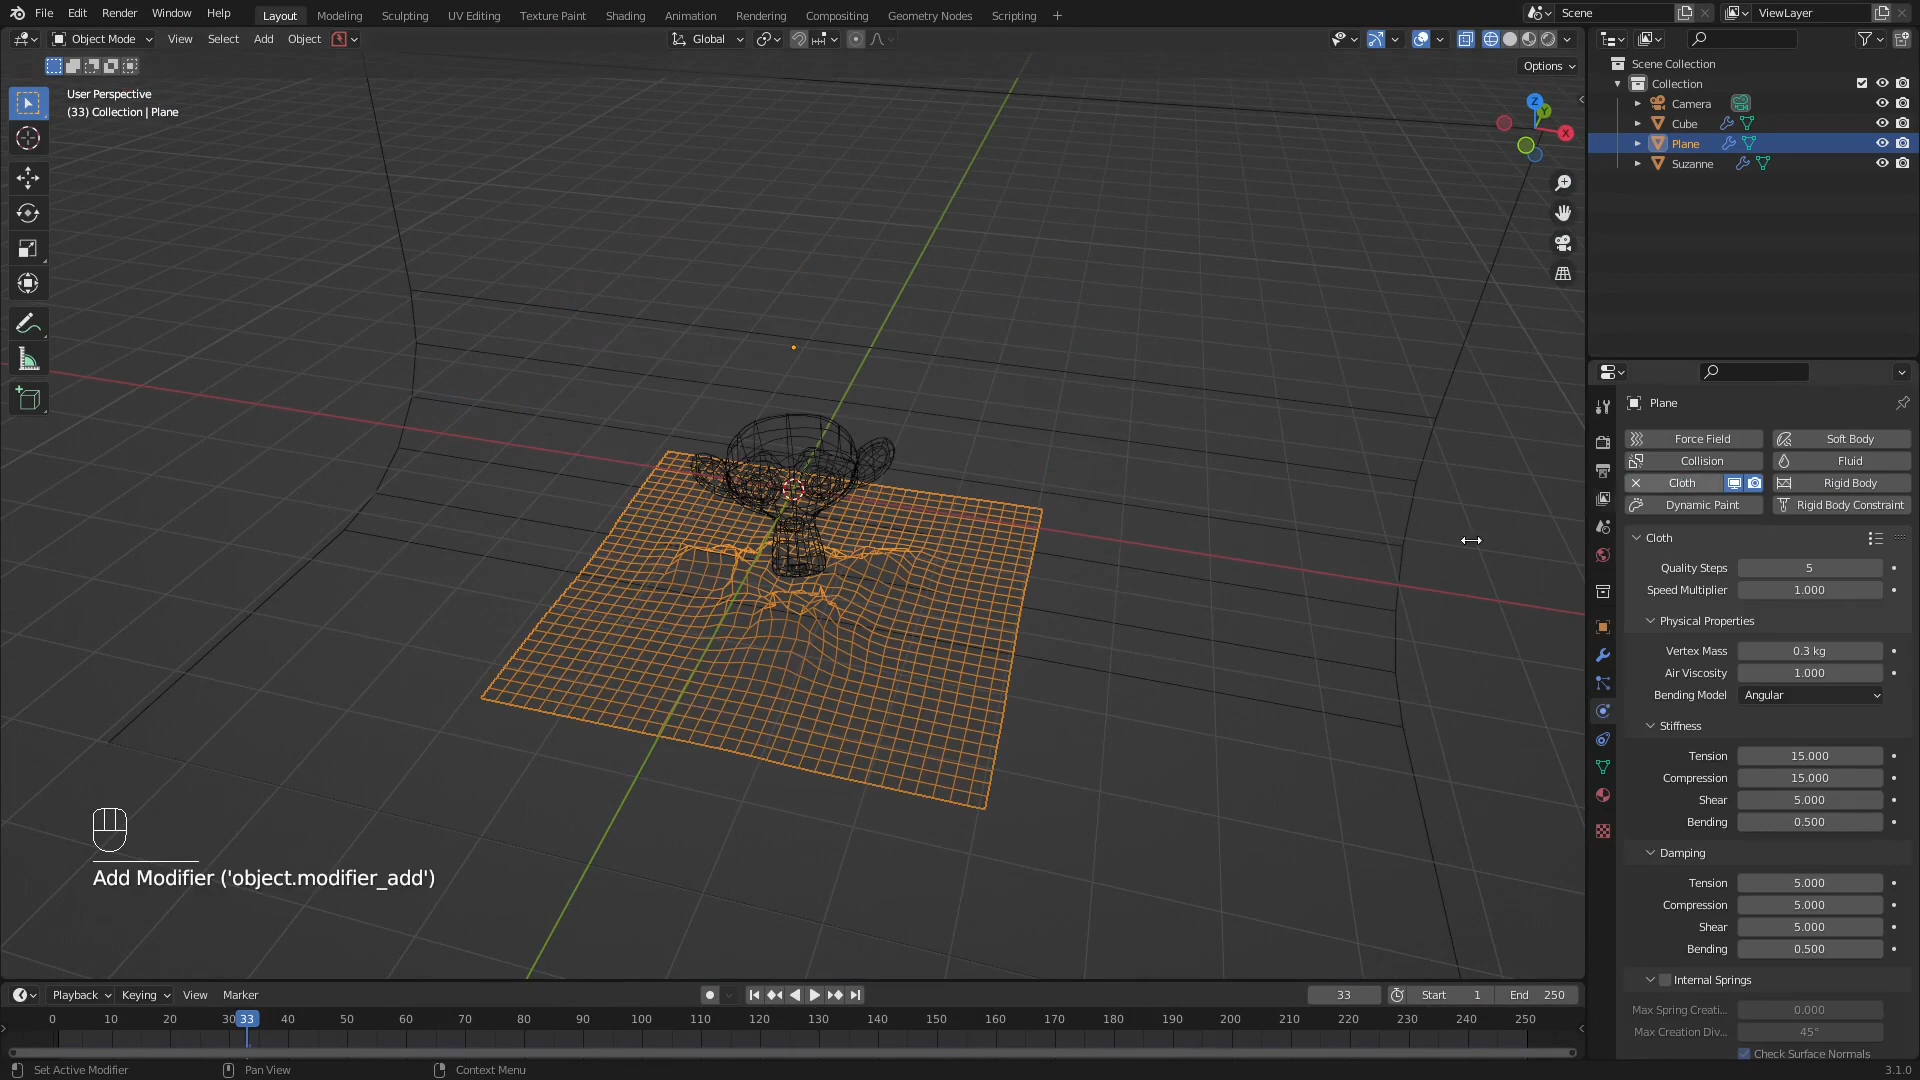 File Edit Render Window Help
Layout Modeling Sculpting UV Editing Texture Paint Shading Animation Rendering Compositing Geometry Nodes Scripting +
Scene
ViewLayer
Object Mode View Select Add Object
Global
Options
User Perspective
(33) Collection | Plane
Z
Y
X
Scene Collection
Collection
Camera
Cube
Plane
Suzanne
Plane
Force Field Soft Body
Collision Fluid
Cloth Rigid Body
Dynamic Paint Rigid Body Constraint
Cloth
Quality Steps 5
Speed Multiplier 1.000
Physical Properties
Vertex Mass 0.3 kg
Air Viscosity 1.000
Bending Model Angular
Stiffness
Tension 15.000
Compression 15.000
Shear 5.000
Bending 0.500
Damping
Tension 5.000
Compression 5.000
Shear 5.000
Bending 0.500
Internal Springs
Max Spring Creati... 0.000
Max Creation Div... 45°
Check Surface Normals
Add Modifier ('object.modifier_add')
Playback Keying View Marker
33 Start 1 End 250
0 10 20 30 33 40 50 60 70 80 90 100 110 120 130 140 150 160 170 180 190 200 210 220 230 240 250
Set Active Modifier Pan View Context Menu
3.1.0